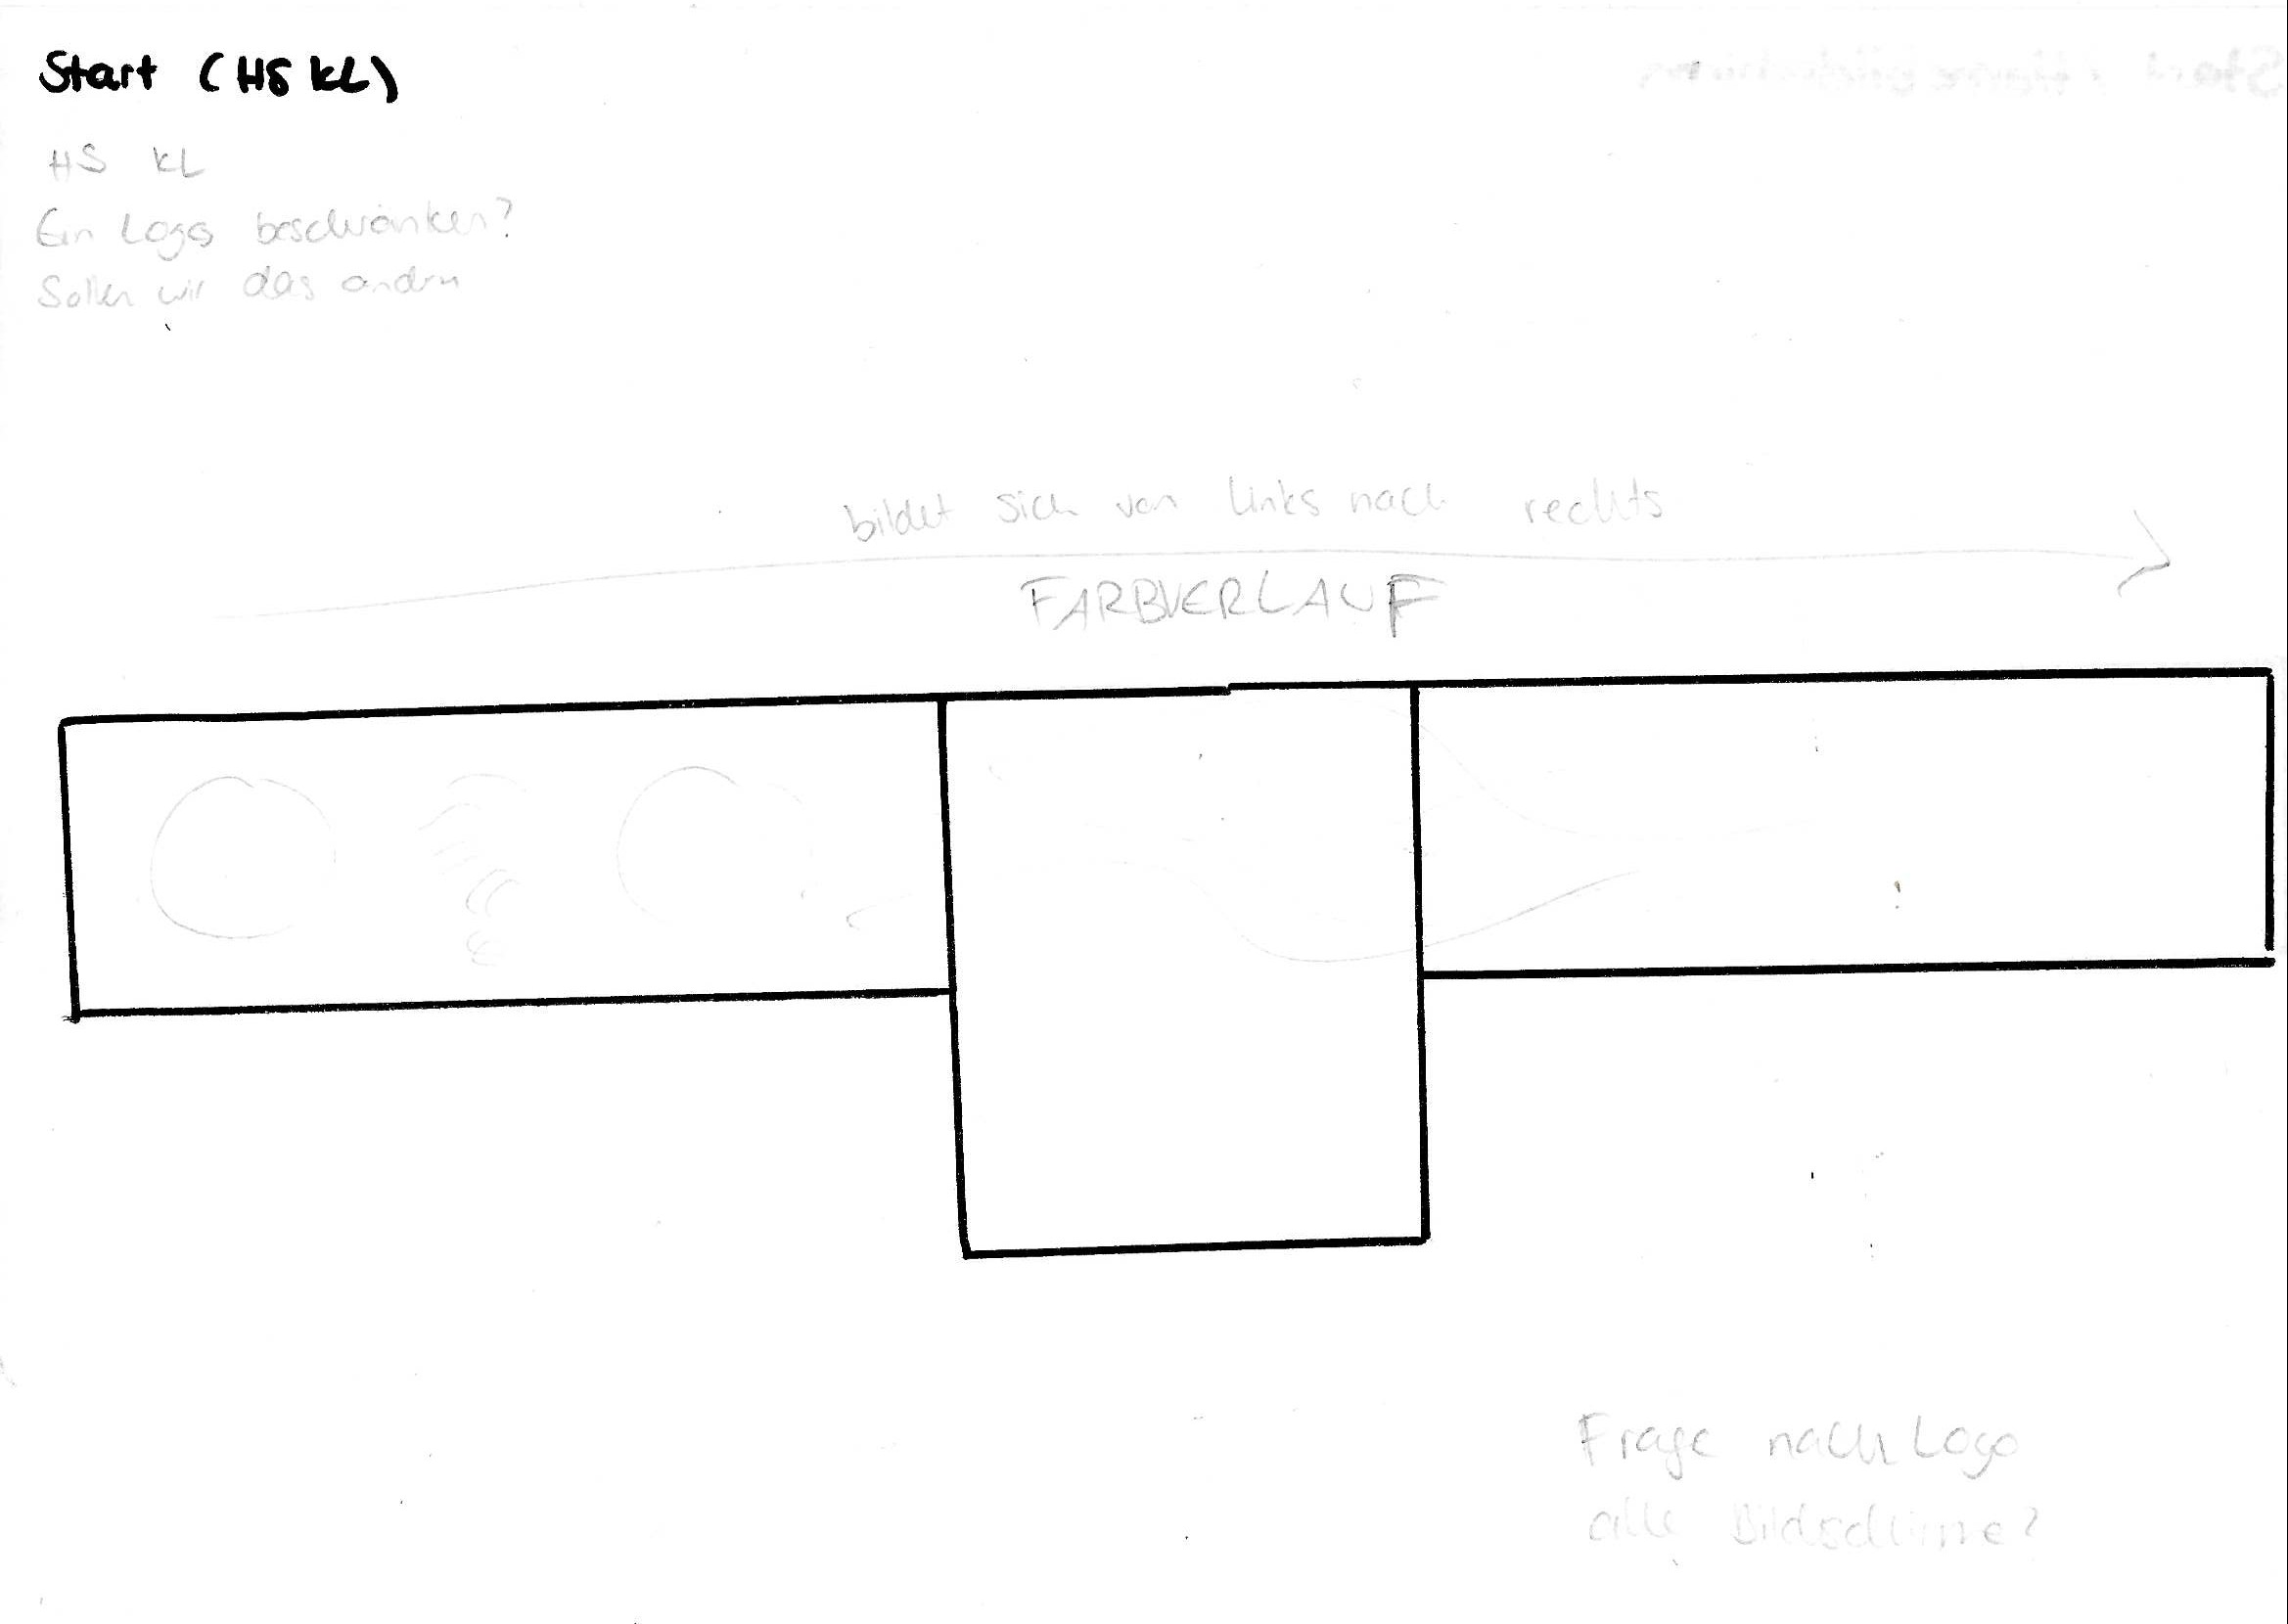 Start (HS KL)
HS KL
Ein Logo beschränken?
Sollen wir das ändern
bildet sich von links nach rechts
FARBVERLAUF
Frage nach Logo
alle Bildschirme?